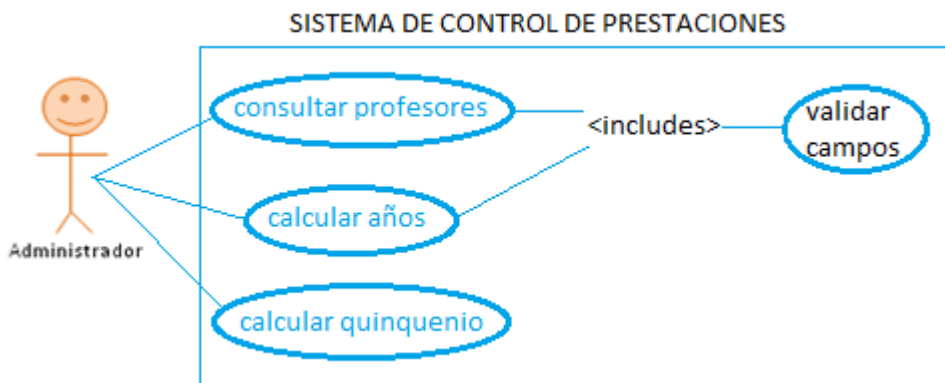 SISTEMA DE CONTROL DE PRESTACIONES
consultar profesores
<includes>
validar
campos
calcular años
Administrador
calcular quinquenio